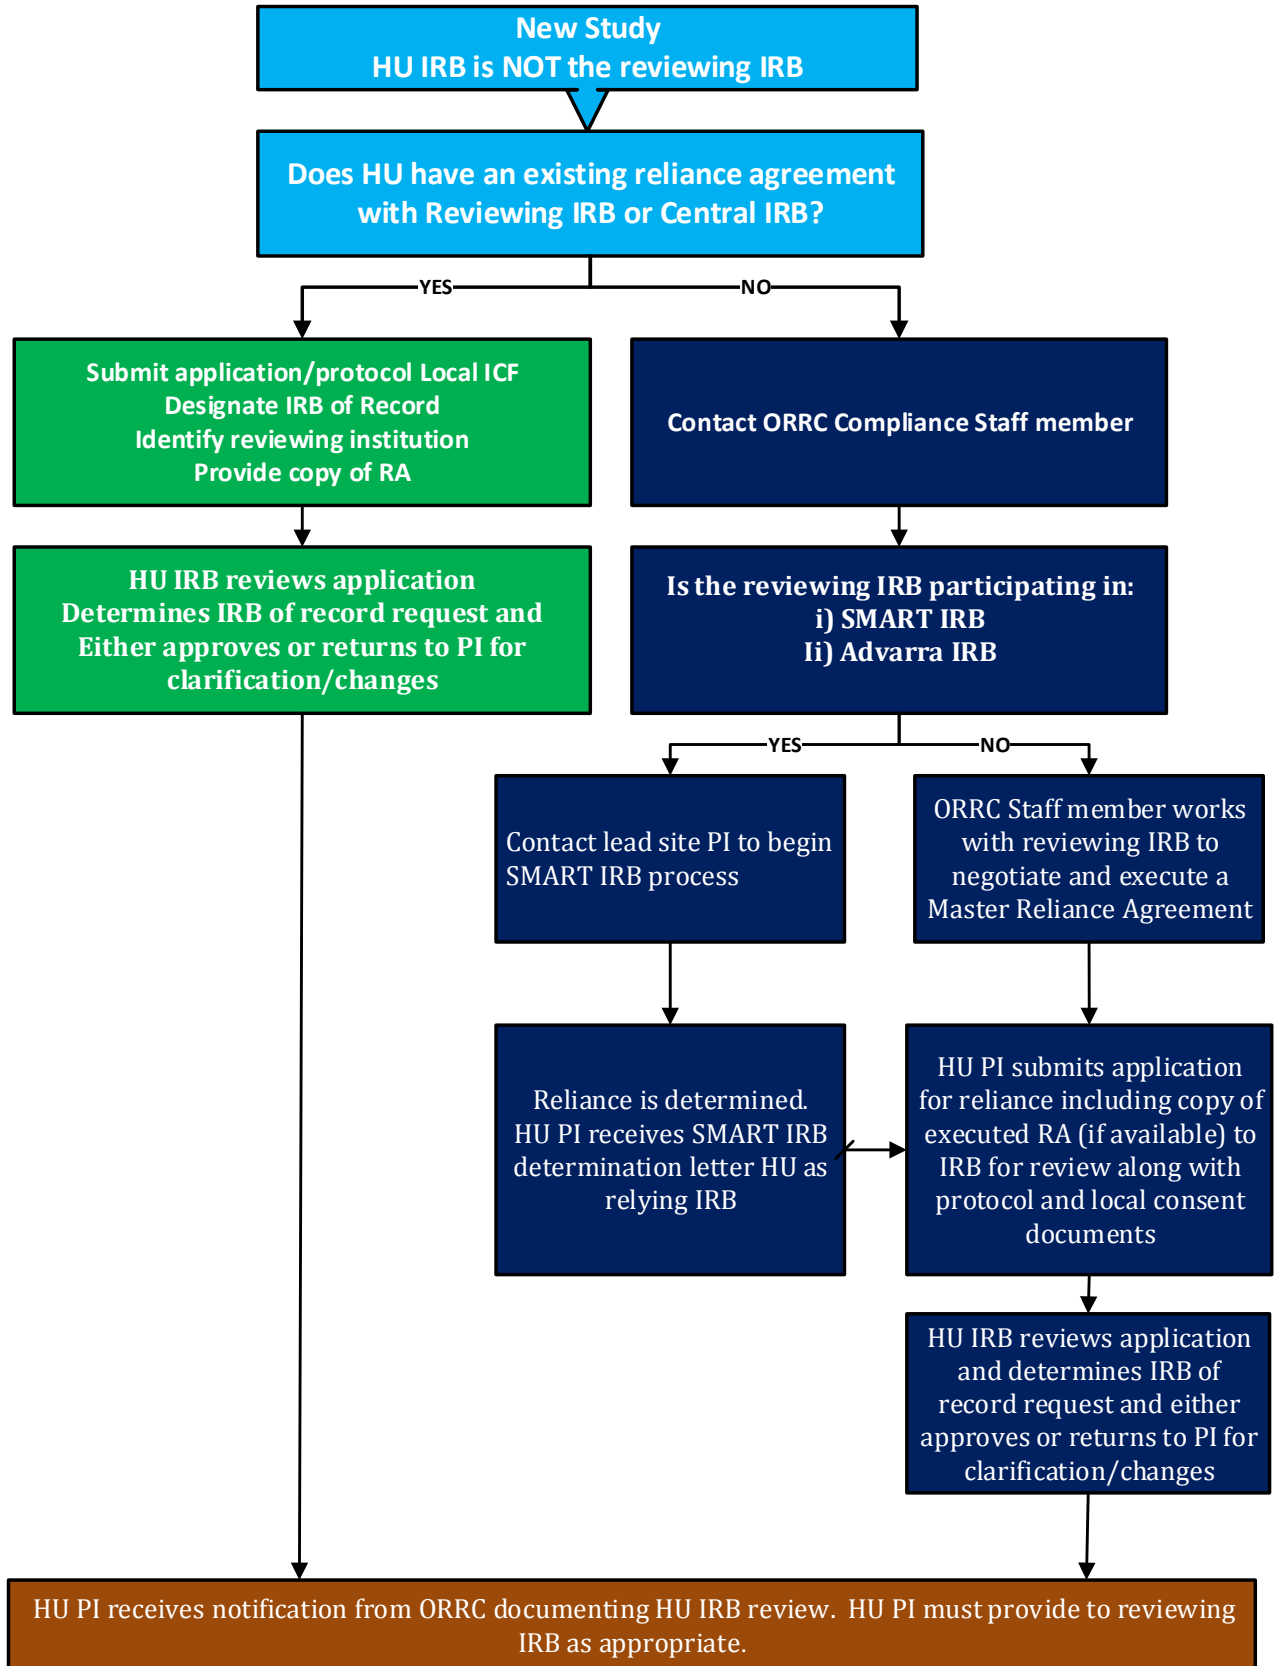 New Study
HU IRB is NOT the reviewing IRB
Does HU have an existing reliance agreement
with Reviewing IRB or Central IRB?
YES
NO
Submit application/protocol Local ICF
Designate IRB of Record
Identify reviewing institution
Provide copy of RA
Contact ORRC Compliance Staff member
HU IRB reviews application
Determines IRB of record request and
Either approves or returns to PI for
clarification/changes
Is the reviewing IRB participating in:
i) SMART IRB
Ii) Advarra IRB
YES
NO
Contact lead site PI to begin
SMART IRB process
ORRC Staff member works
with reviewing IRB to
negotiate and execute a
Master Reliance Agreement
Reliance is determined.
HU PI receives SMART IRB
determination letter HU as
relying IRB
HU PI submits application
for reliance including copy of
executed RA (if available) to
IRB for review along with
protocol and local consent
documents
HU IRB reviews application
and determines IRB of
record request and either
approves or returns to PI for
clarification/changes
HU PI receives notification from ORRC documenting HU IRB review.  HU PI must provide to reviewing
IRB as appropriate.